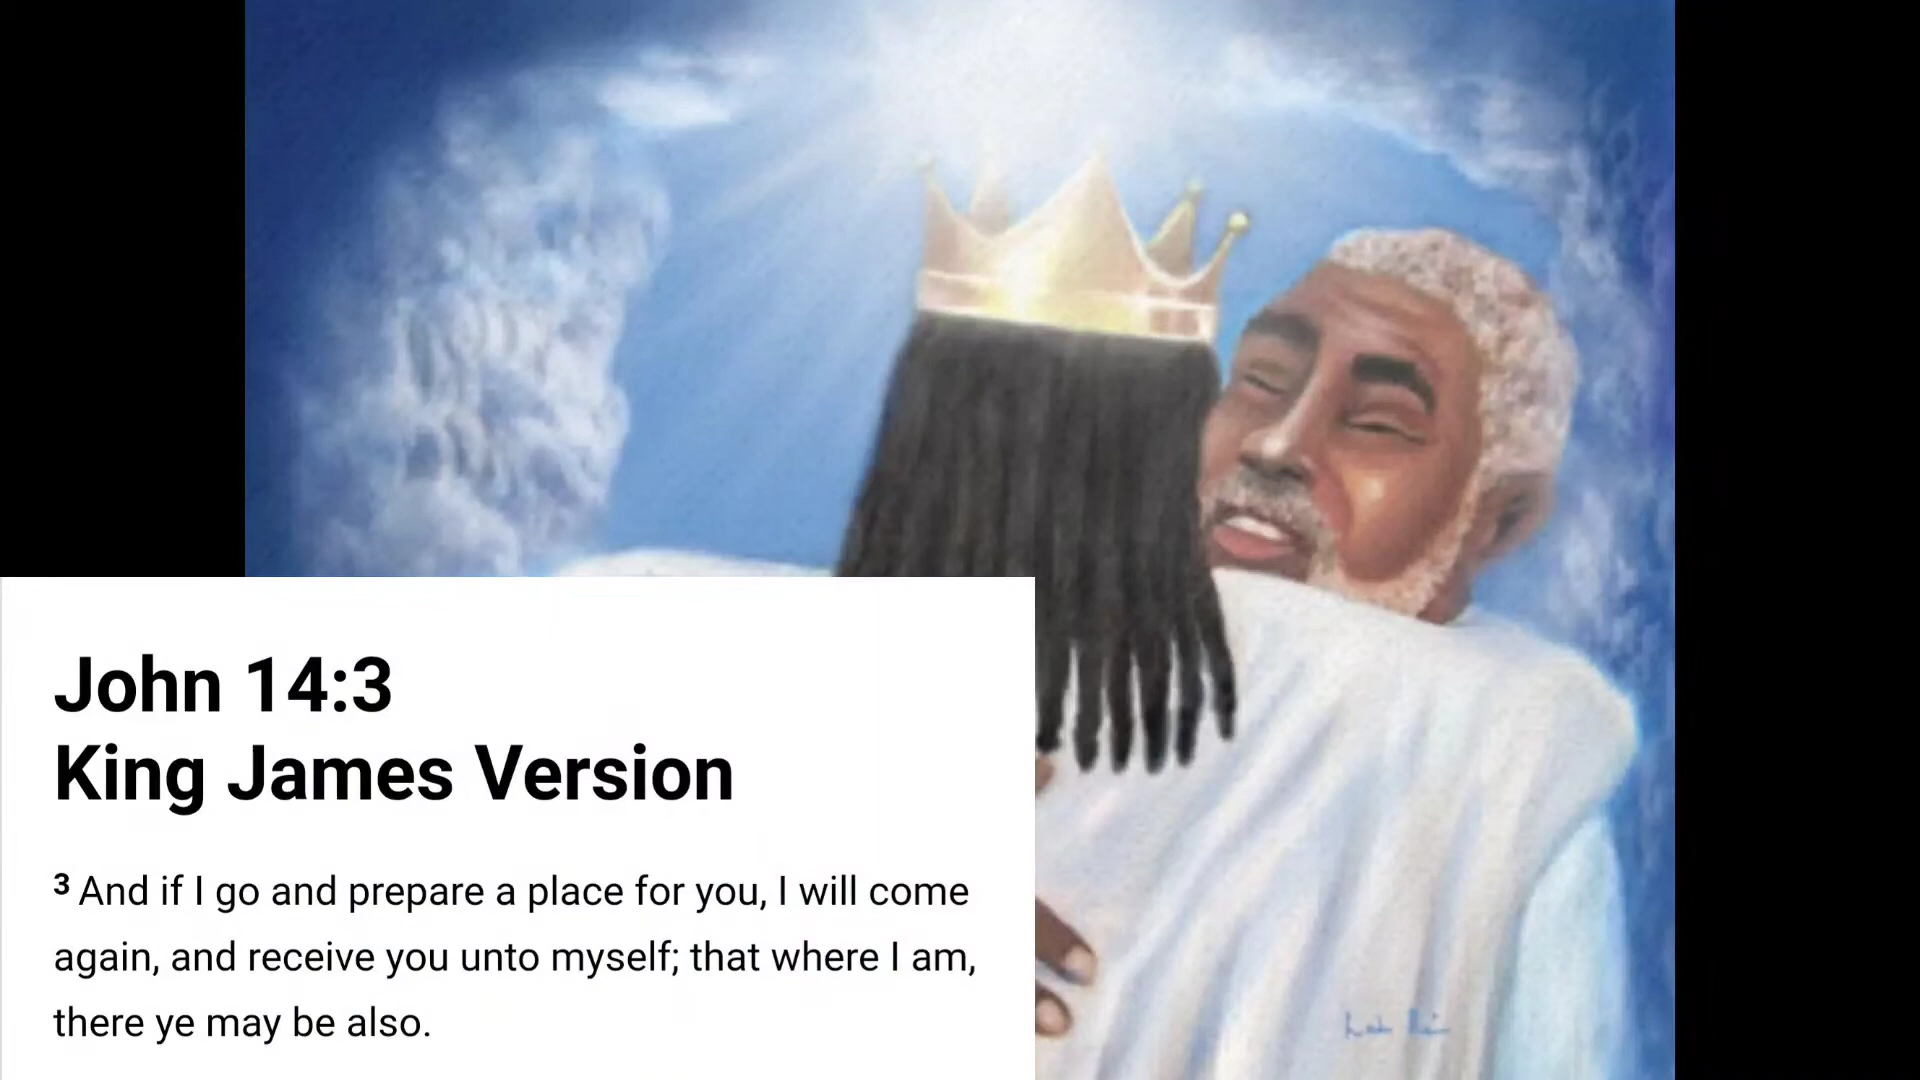 John 14:3
King James Version
3 And if I go and prepare a place for you, I will come
again, and receive you unto myself; that where I am,
there ye may be also.